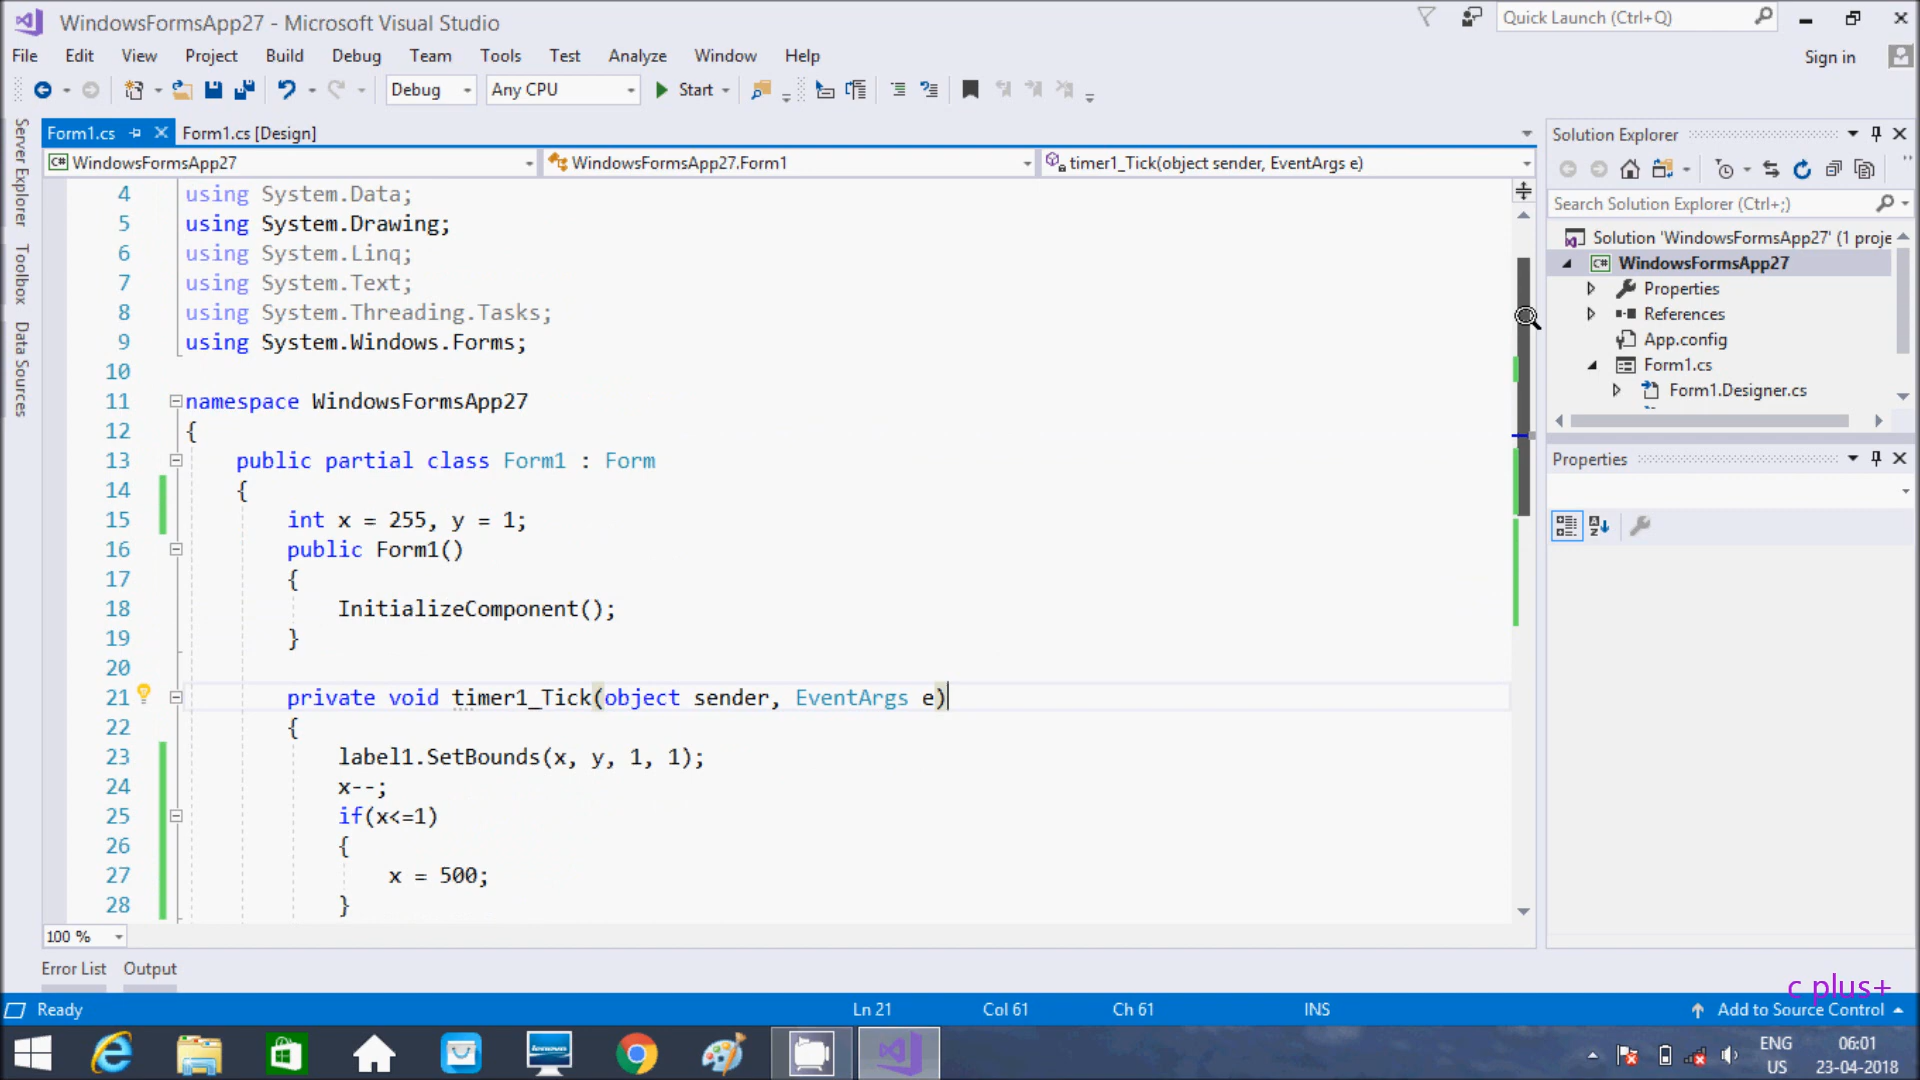 WindowsFormsApp27 - Microsoft Visual Studio
Quick Launch (Ctrl+Q)
File Edit View Project Build Debug Team Tools Test Analyze Window Help
Sign in
Debug Any CPU Start
Server Explorer
Toolbox
Data Sources
Form1.cs Form1.cs [Design]
C# WindowsFormsApp27 WindowsFormsApp27.Form1 timer1_Tick(object sender, EventArgs e)
4 using System.Data;
5 using System.Drawing;
6 using System.Linq;
7 using System.Text;
8 using System.Threading.Tasks;
9 using System.Windows.Forms;
10
11 namespace WindowsFormsApp27
12 {
13 public partial class Form1 : Form
14 {
15 int x = 255, y = 1;
16 public Form1()
17 {
18 InitializeComponent();
19 }
20
21 private void timer1_Tick(object sender, EventArgs e)
22 {
23 label1.SetBounds(x, y, 1, 1);
24 x--;
25 if(x<=1)
26 {
27 x = 500;
28 }
100 %
Solution Explorer
Search Solution Explorer (Ctrl+;)
Solution 'WindowsFormsApp27' (1 proje
C# WindowsFormsApp27
Properties
References
App.config
Form1.cs
Form1.Designer.cs
Properties
Error List Output
c plus+
Ready Ln 21 Col 61 Ch 61 INS Add to Source Control
ENG
US
06:01
23-04-2018